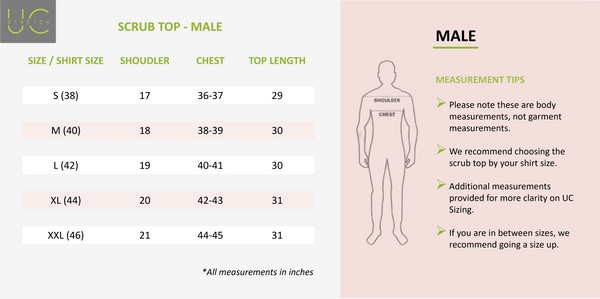 UC
STRETCH
SCRUB TOP - MALE
SIZE / SHIRT SIZE SHOUDLER CHEST TOP LENGTH
S (38) 17 36-37 29
M (40) 18 38-39 30
L (42) 19 40-41 30
XL (44) 20 42-43 31
XXL (46) 21 44-45 31
*All measurements in inches
MALE
SHOULDER
CHEST
MEASUREMENT TIPS
Please note these are body
measurements, not garment
measurements.
We recommend choosing the
scrub top by your shirt size.
Additional measurements
provided for more clarity on UC
Sizing.
If you are in between sizes, we
recommend going a size up.